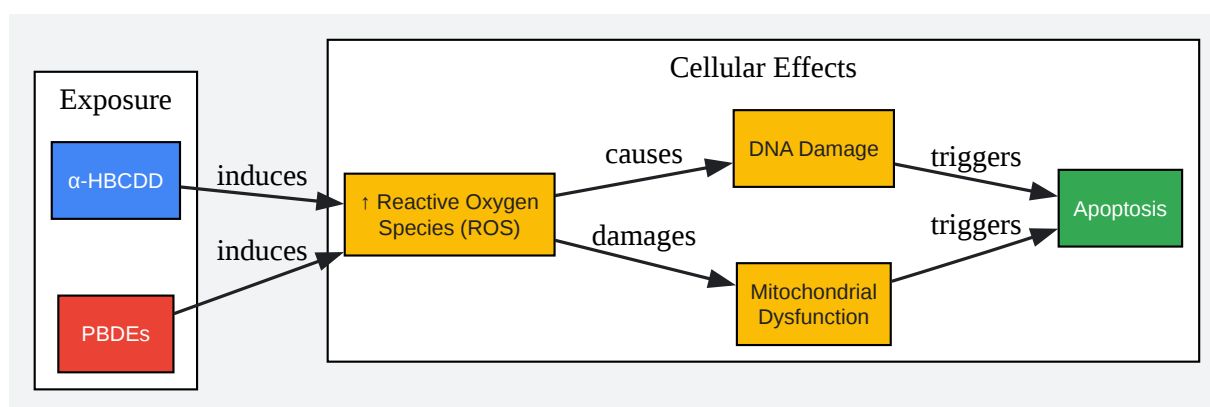 Exposure
α-HBCDD
PBDEs
induces
induces
Cellular Effects
↑ Reactive Oxygen
Species (ROS)
causes
damages
DNA Damage
Mitochondrial
Dysfunction
triggers
triggers
Apoptosis